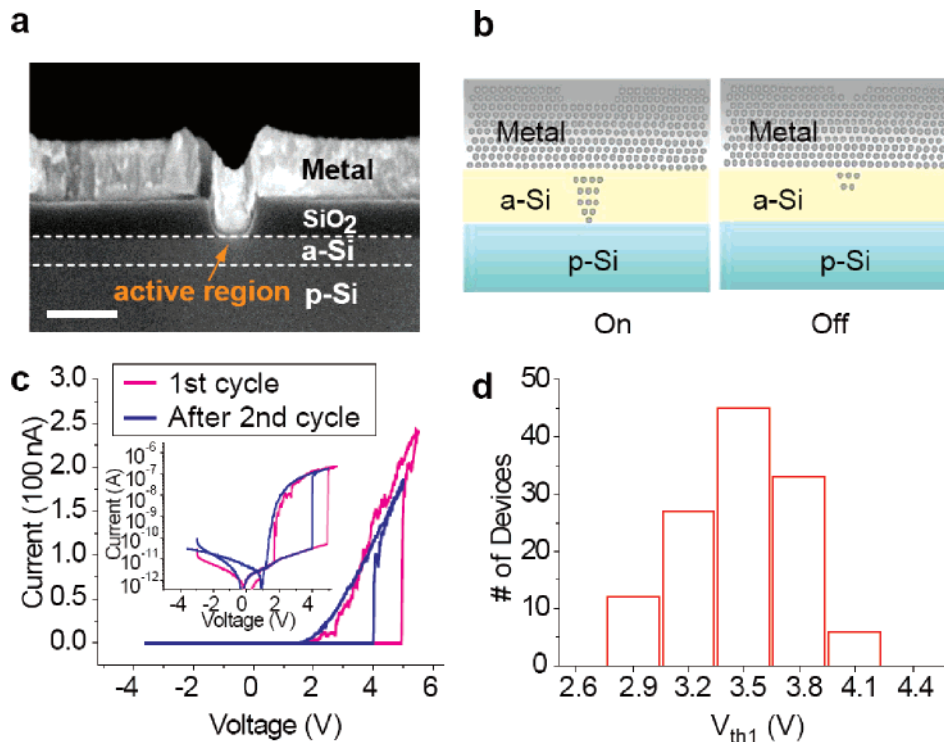 a
Metal
SiO2
a-Si
active region
p-Si
b
Metal
Metal
a-Si
a-Si
p-Si
p-Si
On
Off
c
1st cycle
After 2nd cycle
Current (100 nA)
3.0
2.5
2.0
1.5
1.0
0.5
0.0
-4
-2
0
2
4
6
Voltage (V)
Current (A)
10-6
10-7
10-8
10-9
10-10
10-11
10-12
-4
-2
0
2
4
Voltage (V)
d
# of Devices
50
40
30
20
10
0
2.6
2.9
3.2
3.5
3.8
4.1
4.4
Vth1 (V)